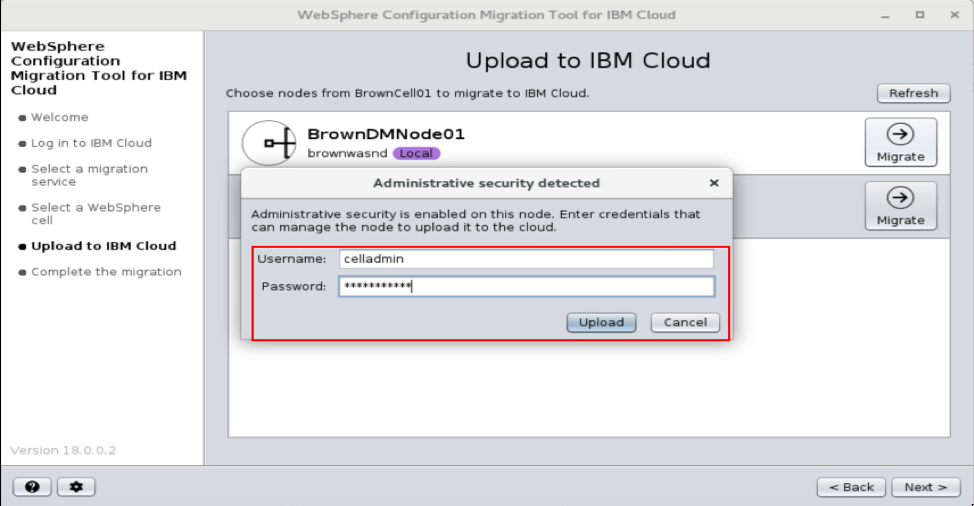 WebSphere Configuration Migration Tool for IBM Cloud
WebSphere
Configuration
Migration Tool for IBM
Cloud
Welcome
Log in to IBM Cloud
Select a migration
service
Select a WebSphere
cell
Upload to IBM Cloud
Complete the migration
Version 18.0.0.2
Upload to IBM Cloud
Choose nodes from BrownCell01 to migrate to IBM Cloud.
Refresh
BrownDMNode01
brownwasnd Local
Migrate
Migrate
Administrative security detected
Administrative security is enabled on this node. Enter credentials that
can manage the node to upload it to the cloud.
Username: celladmin
Password: ***********
Upload Cancel
< Back Next >